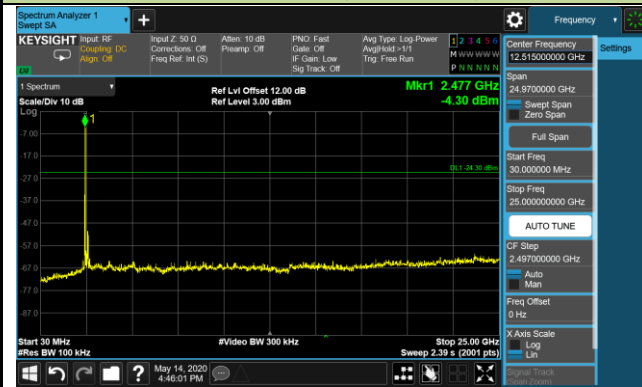 Spectrum Analyzer 1
Swept SA
Frequency
KEYSIGHT
Input: RF
Coupling: DC
Align: Off
Input Z: 50 Ω
Corrections: Off
Freq Ref: Int (S)
Atten: 10 dB
Preamp: Off
PNO: Fast
Gate: Off
IF Gain: Low
Sig Track: Off
Avg Type: Log-Power
Avg|Hold:>1/1
Trig: Free Run
1 2 3 4 5 6
M W W W W W
P N N N N N
1 Spectrum
Scale/Div 10 dB
Log
Ref Lvl Offset 12.00 dB
Ref Level 3.00 dBm
Mkr1 2.477 GHz
-4.30 dBm
1
-7.00
-17.0
DL1 -24.30 dBm
-27.0
-37.0
-47.0
-57.0
-67.0
-77.0
-87.0
Start 30 MHz
#Res BW 100 kHz
#Video BW 300 kHz
Stop 25.00 GHz
Sweep 2.39 s (2001 pts)
May 14, 2020
4:46:01 PM
Center Frequency
12.515000000 GHz
Settings
Span
24.9700000 GHz
Swept Span
Zero Span
Full Span
Start Freq
30.000000 MHz
Stop Freq
25.000000000 GHz
AUTO TUNE
CF Step
2.497000000 GHz
Auto
Man
Freq Offset
0 Hz
X Axis Scale
Log
Lin
Signal Track
(Span Zoom)